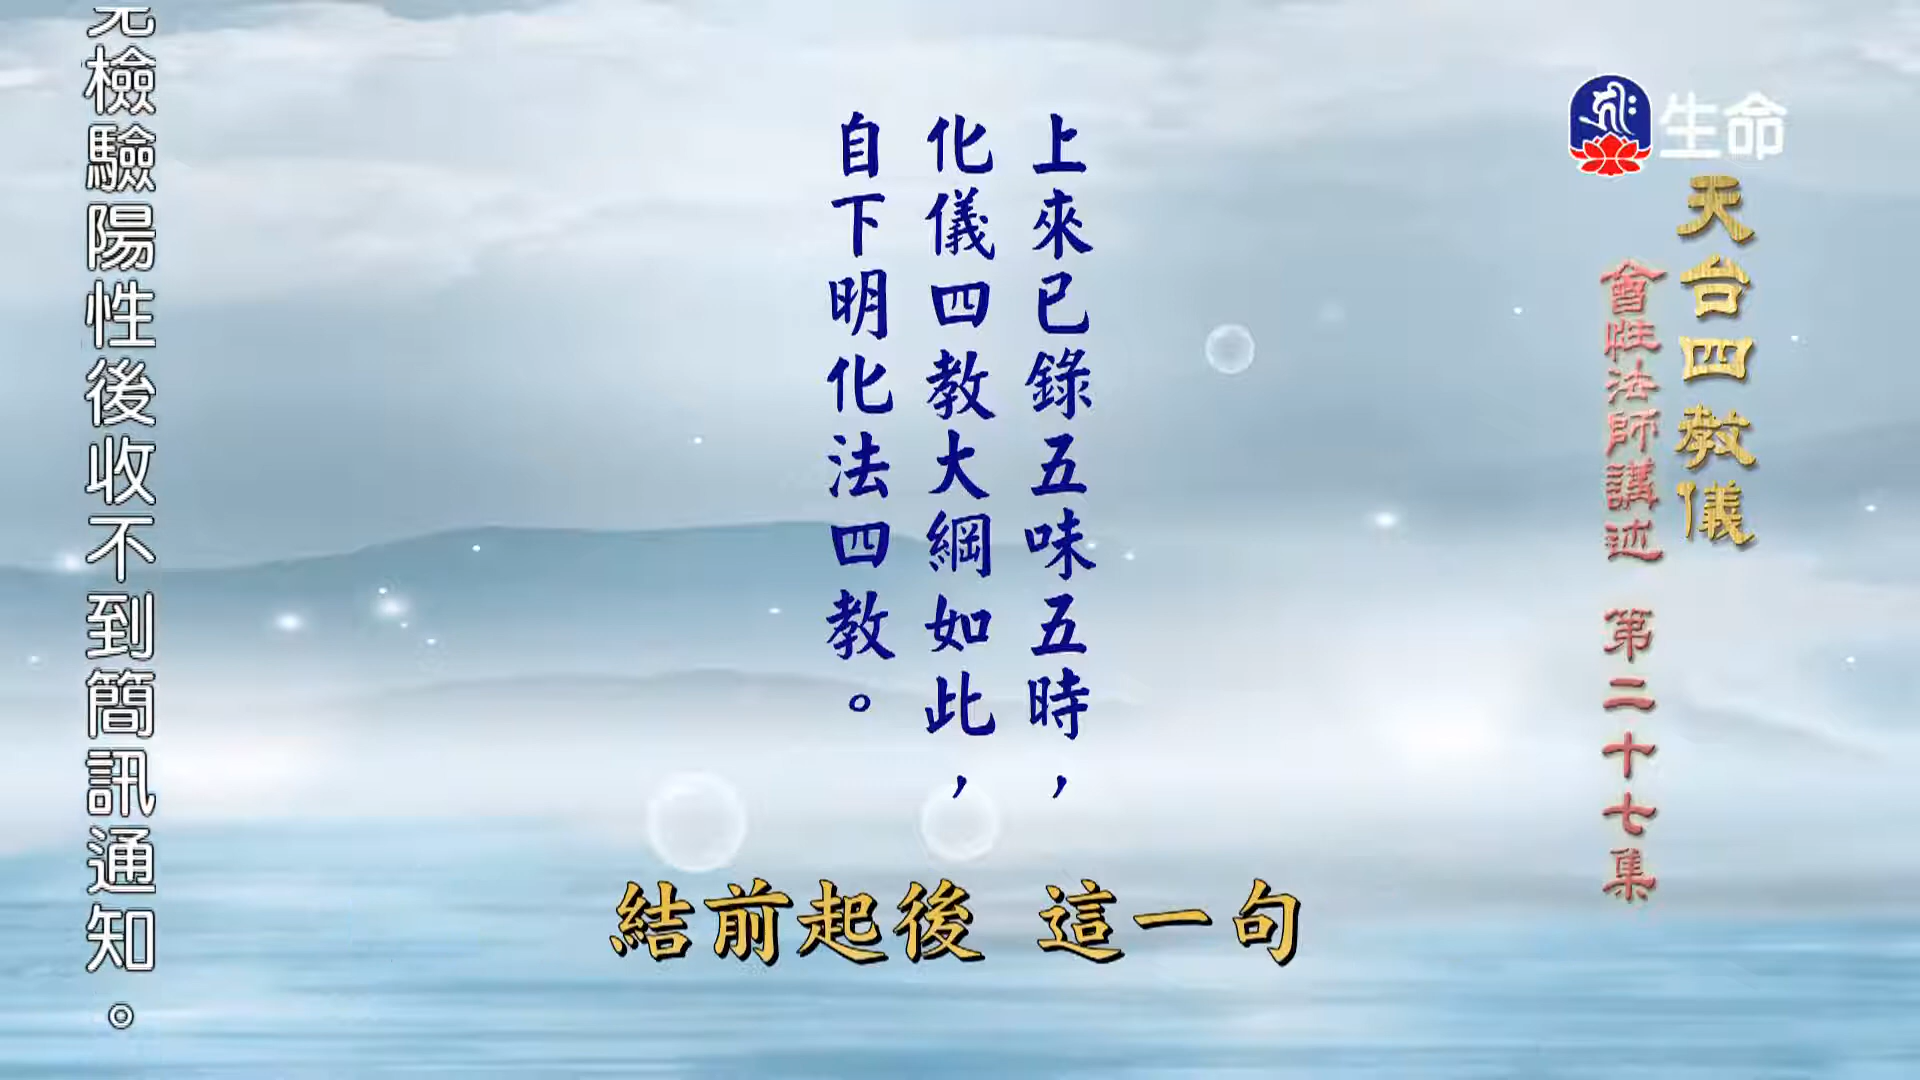 生命
天台四教儀
會性法師講述 第二十七集
上來已錄五味五時，
化儀四教大綱如此，
自下明化法四教。
檢驗陽性後收不到簡訊通知。
結前起後 這一句